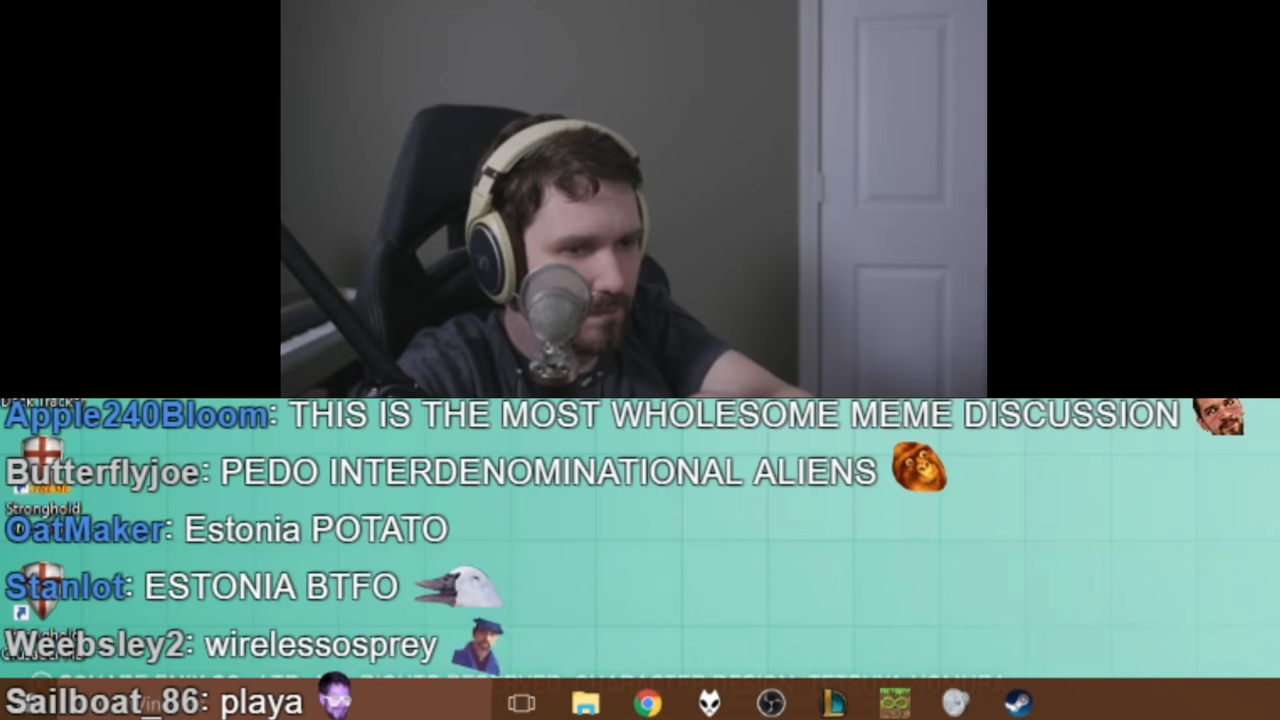 Apple240Bloom: THIS IS THE MOST WHOLESOME MEME DISCUSSION
Butterflyjoe: PEDO INTERDENOMINATIONAL ALIENS
Stronghold
OatMaker: Estonia POTATO
Stanlot: ESTONIA BTFO
Weebsley2: wirelessosprey
Sailboat_86: playa